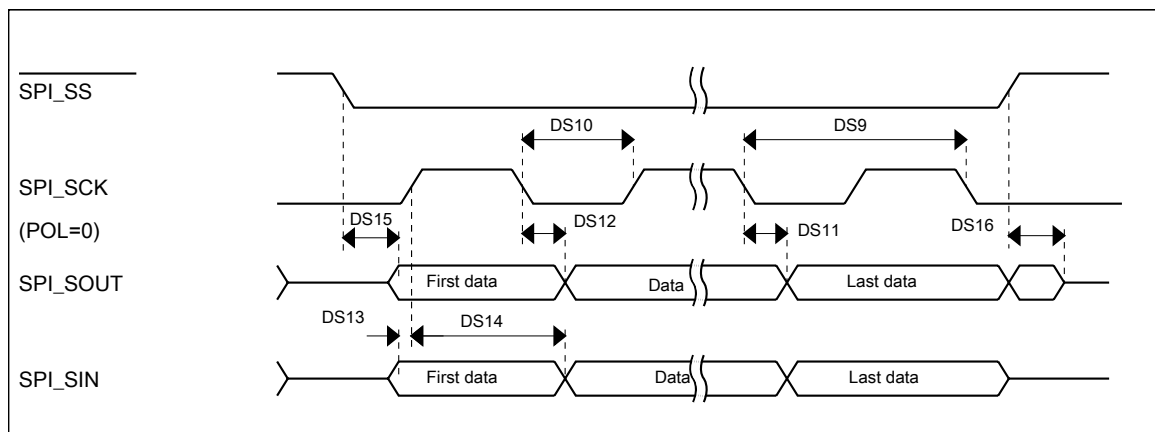 SPI_SS
DS10
DS9
SPI_SCK
(POL=0)
DS15
DS12
DS11
DS16
SPI_SOUT
First data
Data
Last data
DS13
DS14
SPI_SIN
First data
Data
Last data